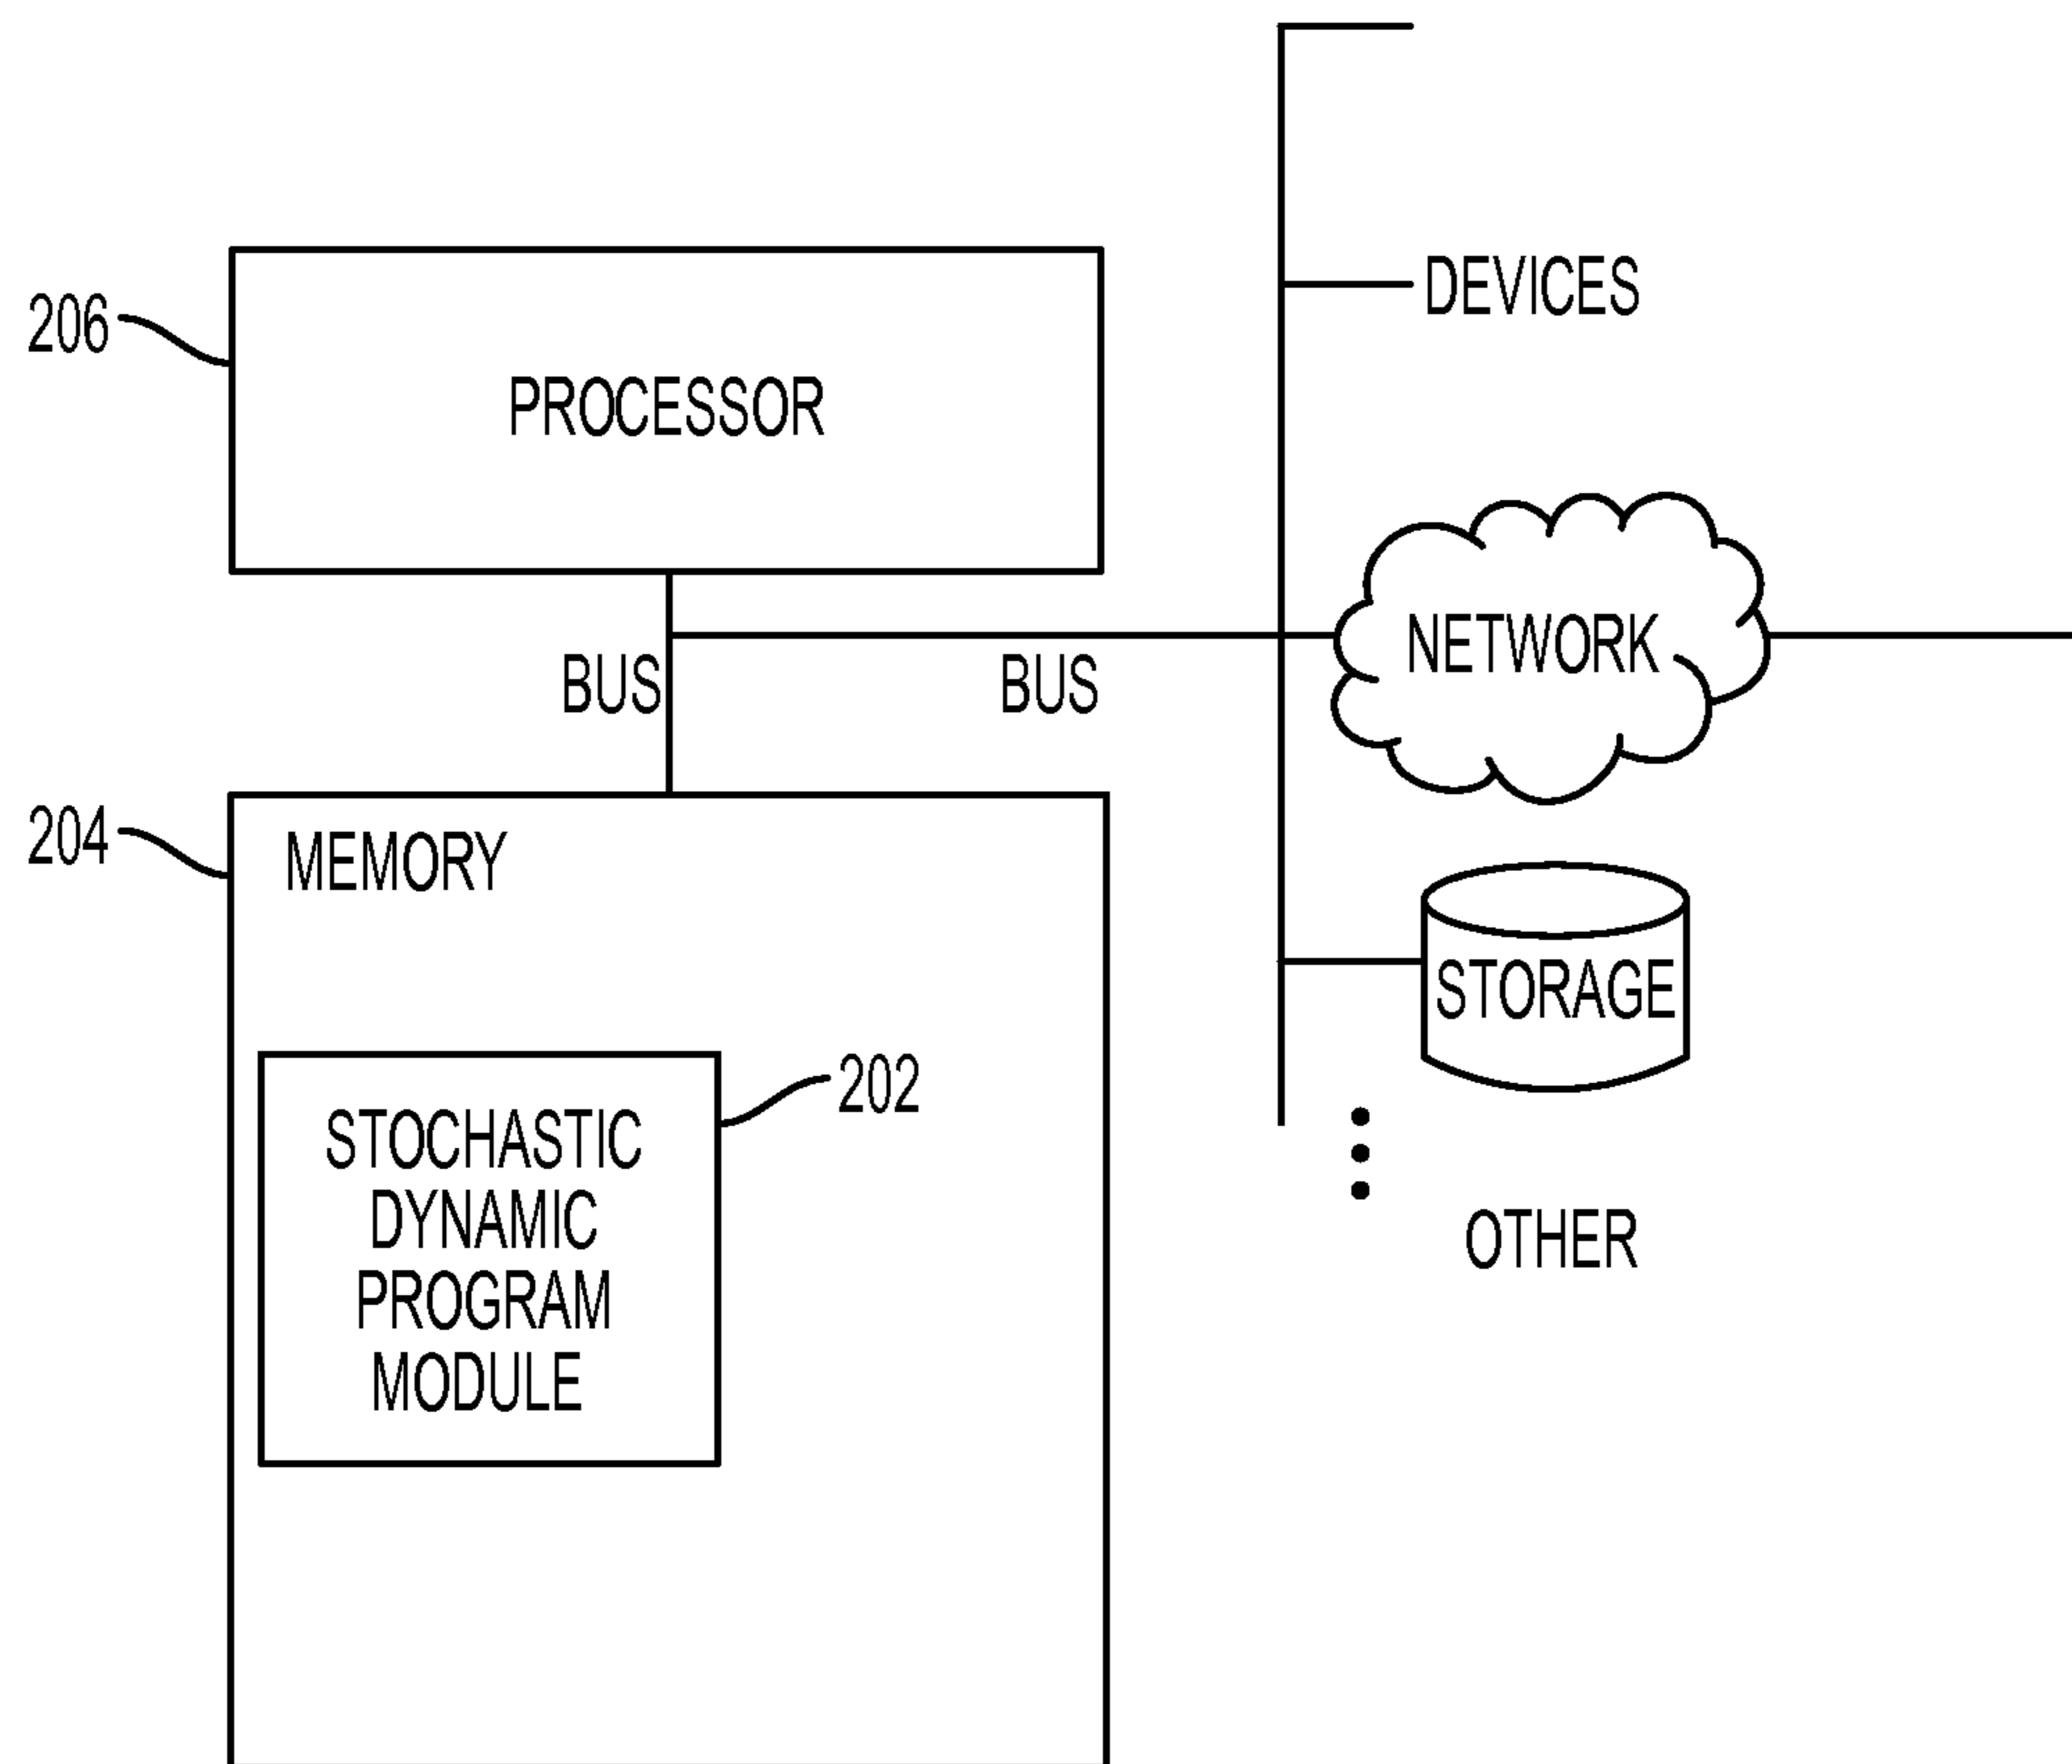 206
PROCESSOR
DEVICES
BUS
BUS
NETWORK
204
MEMORY
STORAGE
202
STOCHASTIC
DYNAMIC
PROGRAM
MODULE
OTHER